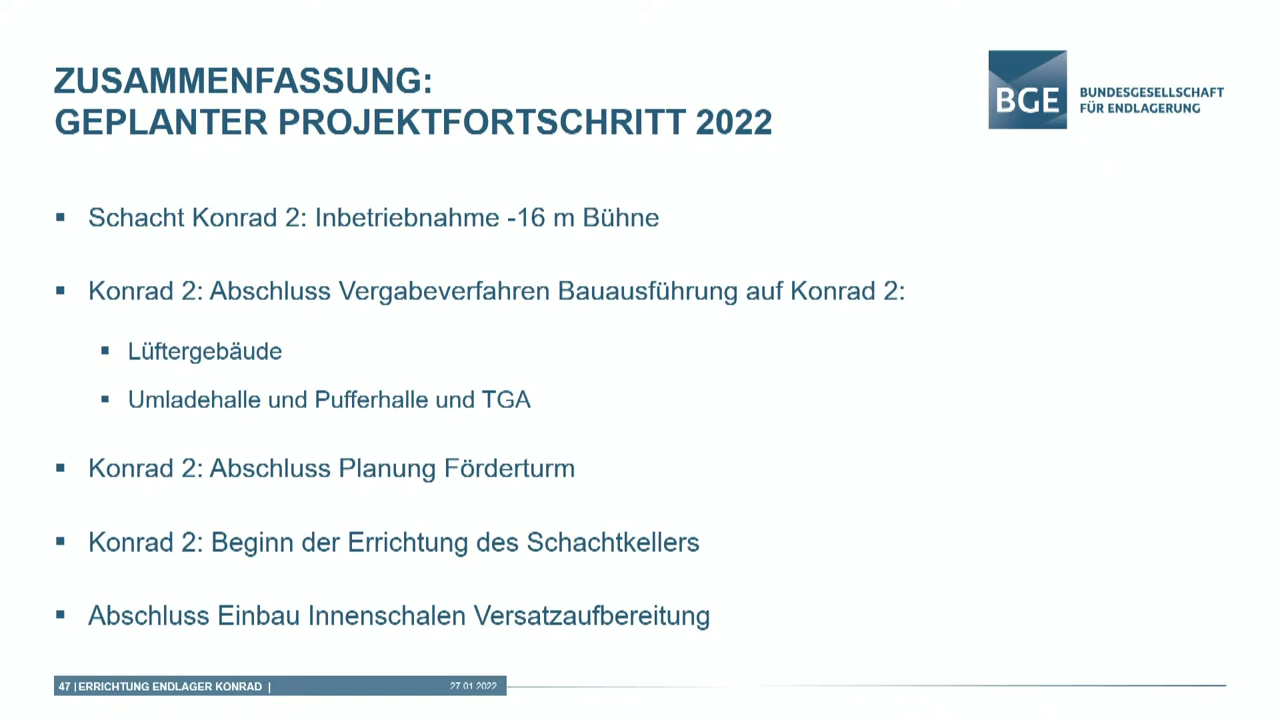 ZUSAMMENFASSUNG:
GEPLANTER PROJEKTFORTSCHRITT 2022
BGE
BUNDESGESELLSCHAFT
FÜR ENDLAGERUNG
▪ Schacht Konrad 2: Inbetriebnahme -16 m Bühne
▪ Konrad 2: Abschluss Vergabeverfahren Bauausführung auf Konrad 2:
▪ Lüftergebäude
▪ Umladehalle und Pufferhalle und TGA
▪ Konrad 2: Abschluss Planung Förderturm
▪ Konrad 2: Beginn der Errichtung des Schachtkellers
▪ Abschluss Einbau Innenschalen Versatzaufbereitung
47 | ERRICHTUNG ENDLAGER KONRAD | 27.01.2022